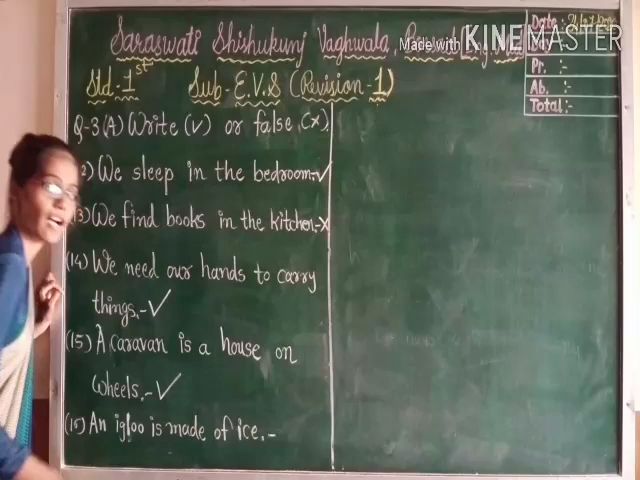 Saraswati Shishukunj Vaghwala,
Made with KINEMASTER
Date:-
Pr. :-
Ab. :-
Total:-
Std-1st Sub-E.V.S (Revision-1)
Q-3(A) Write (√) or false (x).
2) We sleep in the bedroom-√
13) We find books in the kitchen-x
(14) We need our hands to carry
things.-√
(15) A caravan is a house on
wheels.-√
An igloo is made of ice.-